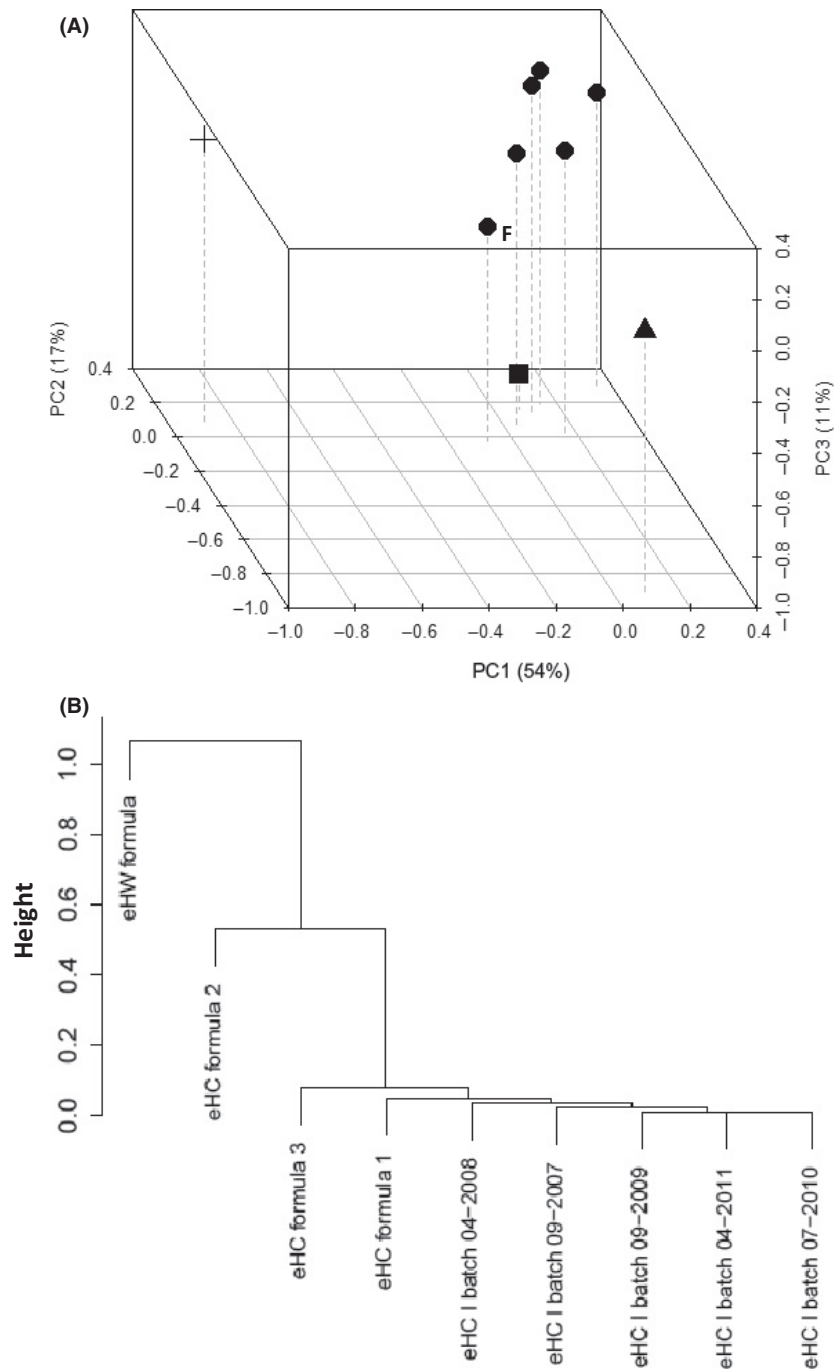 (A)
F
PC2 (17%)
0.4
0.2
0.0
−0.2
−0.4
−0.6
−0.8
−1.0
−1.0 −0.8 −0.6 −0.4 −0.2 0.0 0.2 0.4
PC1 (54%)
0.4
0.2
0.0
−0.2
−0.4
−0.6
−0.8
−1.0
PC3 (11%)
(B)
Height
1.0
0.8
0.6
0.4
0.2
0.0
eHW formula
eHC formula 2
eHC formula 3
eHC formula 1
eHC I batch 04−2008
eHC I batch 09−2007
eHC I batch 09−2009
eHC I batch 04−2011
eHC I batch 07−2010